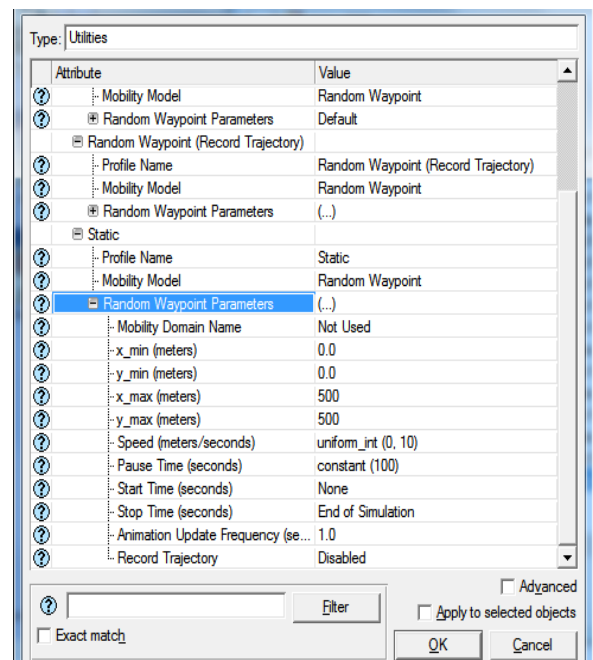 Type: Utilities
Attribute Value
Mobility Model Random Waypoint
Random Waypoint Parameters Default
Random Waypoint (Record Trajectory)
Profile Name Random Waypoint (Record Trajectory)
Mobility Model Random Waypoint
Random Waypoint Parameters (...)
Static
Profile Name Static
Mobility Model Random Waypoint
Random Waypoint Parameters (...)
Mobility Domain Name Not Used
x_min (meters) 0.0
y_min (meters) 0.0
x_max (meters) 500
y_max (meters) 500
Speed (meters/seconds) uniform_int (0, 10)
Pause Time (seconds) constant (100)
Start Time (seconds) None
Stop Time (seconds) End of Simulation
Animation Update Frequency (se... 1.0
Record Trajectory Disabled
Advanced
Filter
Apply to selected objects
Exact match
OK Cancel